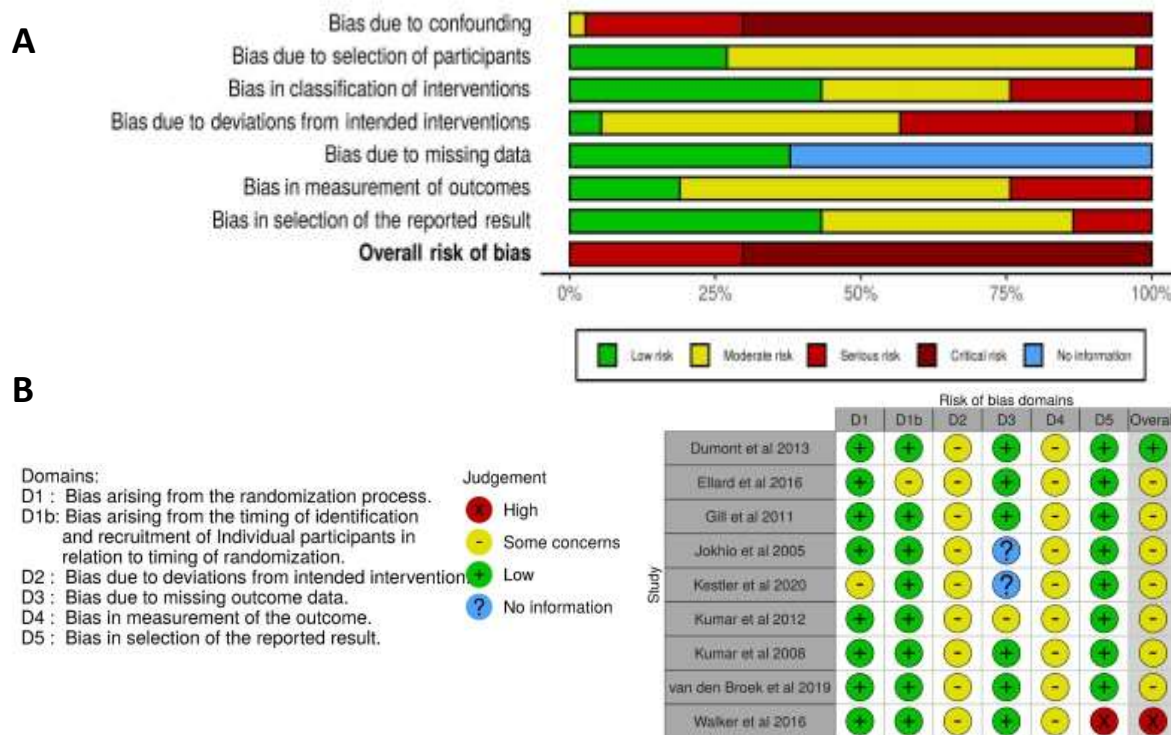 A
Bias due to confounding
Bias due to selection of participants
Bias in classification of interventions
Bias due to deviations from intended interventions
Bias due to missing data
Bias in measurement of outcomes
Bias in selection of the reported result
Overall risk of bias
0% 25% 50% 75% 100%
Low risk Moderate risk Serious risk Critical risk No information
B
Domains:
D1 : Bias arising from the randomization process.
D1b: Bias arising from the timing of identification
and recruitment of Individual participants in
relation to timing of randomization.
D2 : Bias due to deviations from intended intervention.
D3 : Bias due to missing outcome data.
D4 : Bias in measurement of the outcome.
D5 : Bias in selection of the reported result.
Judgement
X High
- Some concerns
+ Low
? No information
Risk of bias domains
D1 D1b D2 D3 D4 D5 Overall
Study
Dumont et al 2013 + + - + - + +
Ellard et al 2016 + - - + - + -
Gill et al 2011 + + - + - + -
Jokhio et al 2005 + + - ? - + -
Kestler et al 2020 - + - ? - + -
Kumar et al 2012 + + - - - + -
Kumar et al 2008 + + - + - + -
van den Broek et al 2019 + + - + - + -
Walker et al 2016 + + - + - X X